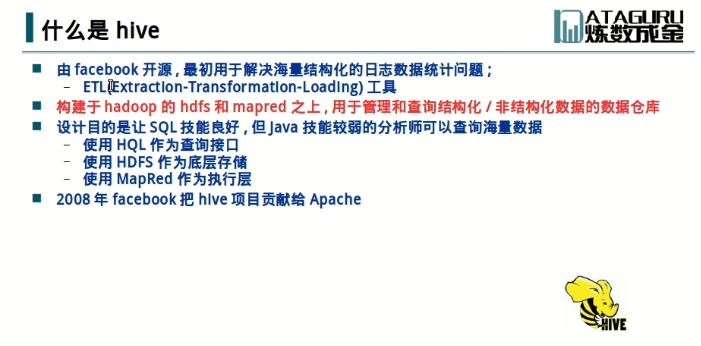 什么是 hive
ATAGURU
炼数成金
由 facebook 开源 , 最初用于解决海量结构化的日志数据统计问题 ;
– ETL(Extraction-Transformation-Loading) 工具
构建于 hadoop 的 hdfs 和 mapred 之上 , 用于管理和查询结构化 / 非结构化数据的数据仓库
设计目的是让 SQL 技能良好 , 但 Java 技能较弱的分析师可以查询海量数据
– 使用 HQL 作为查询接口
– 使用 HDFS 作为底层存储
– 使用 MapRed 作为执行层
2008 年 facebook 把 hive 项目贡献给 Apache
HIVE